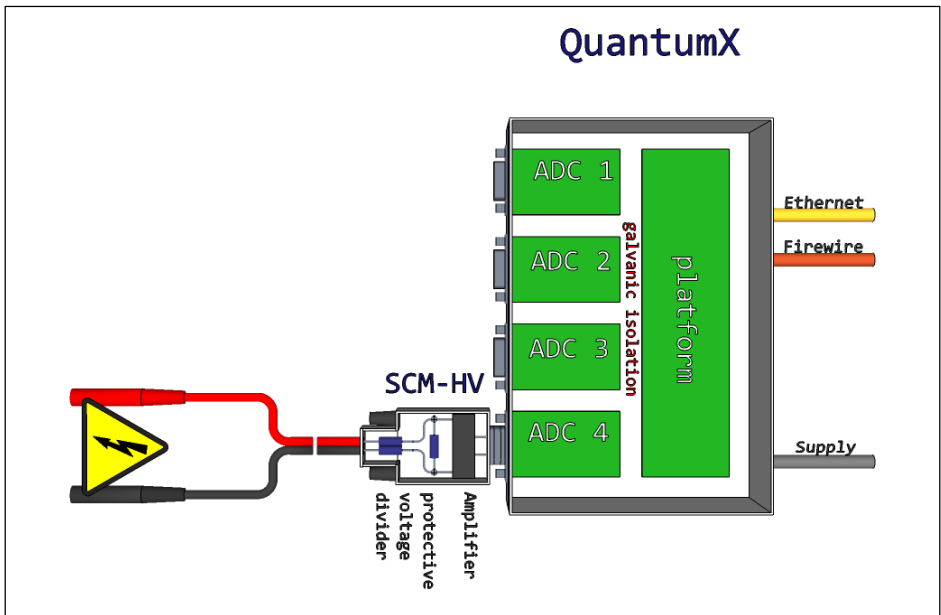 QuantumX
ADC 1
ADC 2
ADC 3
ADC 4
galvanic isolation
platform
Ethernet
Firewire
Supply
SCM-HV
protective
voltage
divider
Amplifier